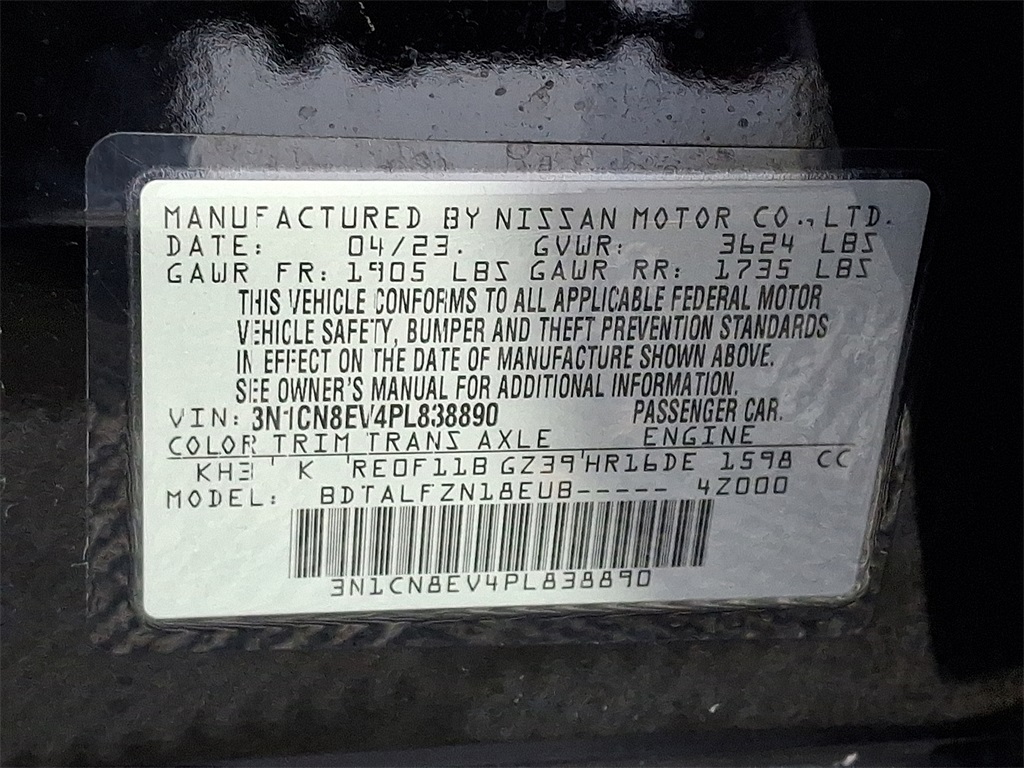 MANUFACTURED BY NISSAN MOTOR CO., LTD.
DATE: 04/23. GVWR: 3624 LBS
GAWR FR: 1905 LBS GAWR RR: 1735 LBS
THIS VEHICLE CONFORMS TO ALL APPLICABLE FEDERAL MOTOR
VEHICLE SAFETY, BUMPER AND THEFT PREVENTION STANDARDS
IN EFFECT ON THE DATE OF MANUFACTURE SHOWN ABOVE.
SEE OWNER'S MANUAL FOR ADDITIONAL INFORMATION.
VIN: 3N1CN8EV4PL838890 PASSENGER CAR.
COLOR TRIM TRANS AXLE ENGINE
KH3 K RE0F11B GZ39 HR16DE 1598 CC
MODEL: BDTALFZN18EUB----- 4Z000
3N1CN8EV4PL838890